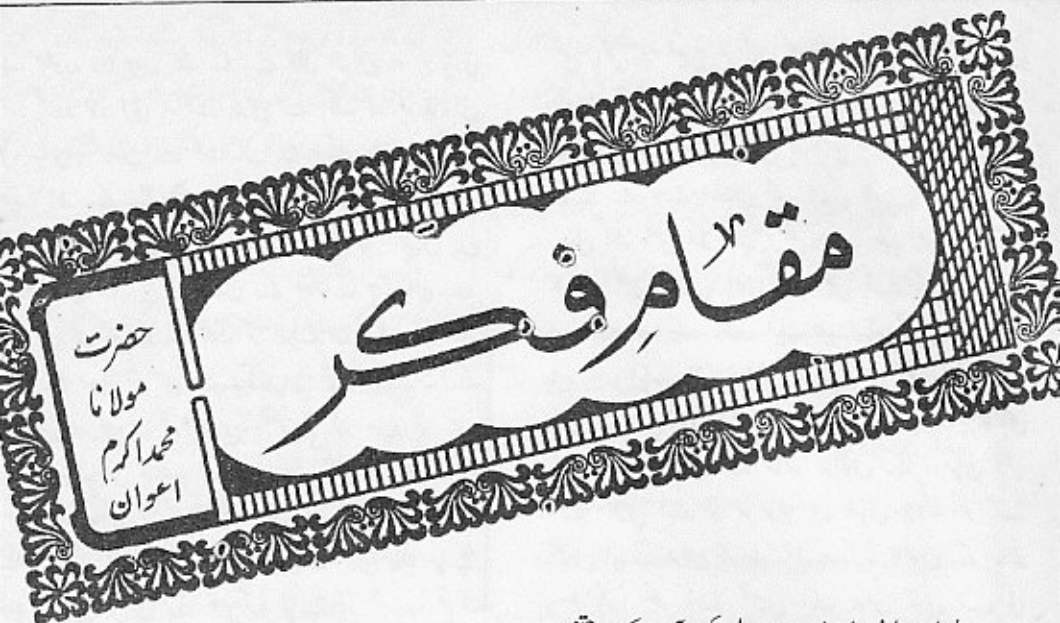 مقامِ فکر
حضرت
مولانا
محمد اکرم
اعوان